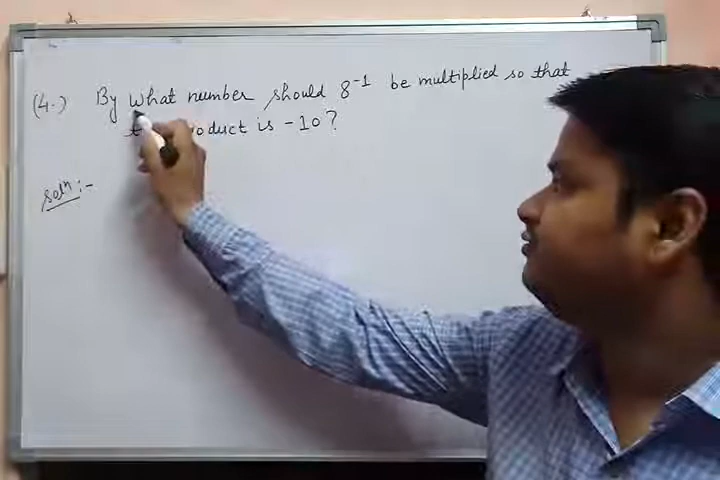 (4.) By What number should 8⁻¹ be multiplied so that
oduct is -10?
solⁿ:-